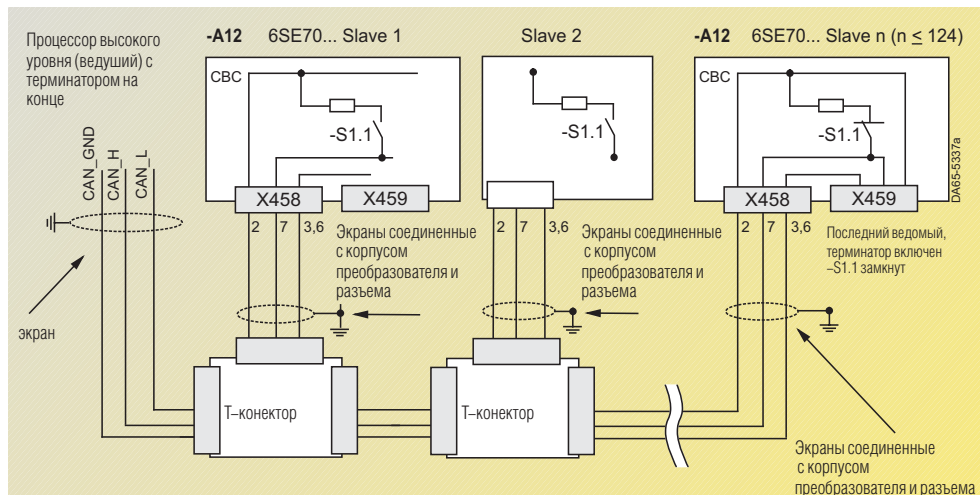 -A12 6SE70... Slave 1
Slave 2
-A12 6SE70... Slave n (n ≤ 124)
Процессор высокого
уровня (ведуший) с
терминатором на
конце
CBC
-S1.1
X458
X459
-S1.1
CBC
-S1.1
X458
X459
DA65-5337a
CAN_GND
CAN_H
CAN_L
2 7 3,6
Экраны соединенные
с корпусом
преобразователя и
разъема
2 7 3,6
Экраны соединенные
с корпусом
преобразователя и
разъема
2 7 3,6
Последний ведомый,
терминатор включен
–S1.1 замкнут
экран
Т–конектор
Т–конектор
Экраны соединенные
с корпусом
преобразователя и разъема